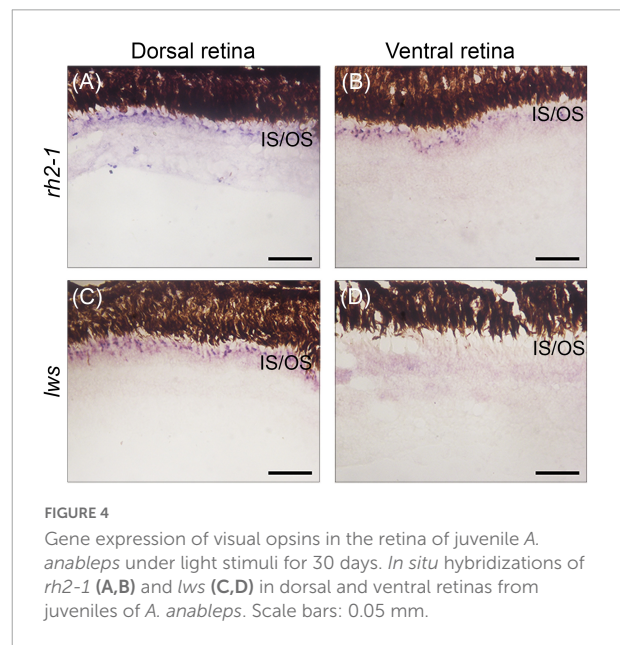 Dorsal retina Ventral retina
(A) (B)
rh2-1 IS/OS IS/OS
(C) (D)
lws IS/OS IS/OS
FIGURE 4
Gene expression of visual opsins in the retina of juvenile A.
anableps under light stimuli for 30 days. In situ hybridizations of
rh2-1 (A,B) and lws (C,D) in dorsal and ventral retinas from
juveniles of A. anableps. Scale bars: 0.05 mm.